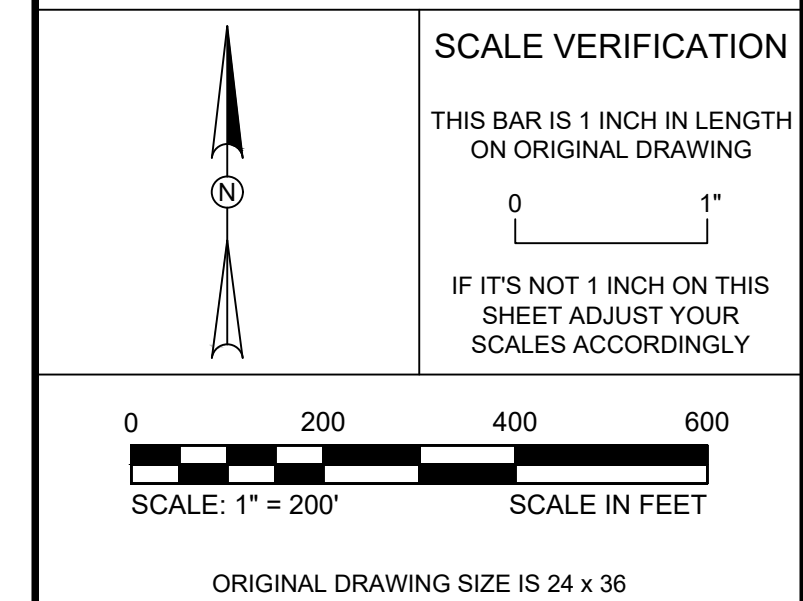 N
SCALE VERIFICATION
THIS BAR IS 1 INCH IN LENGTH
ON ORIGINAL DRAWING
0 1"
IF IT'S NOT 1 INCH ON THIS
SHEET ADJUST YOUR
SCALES ACCORDINGLY
0 200 400 600
SCALE: 1" = 200' SCALE IN FEET
ORIGINAL DRAWING SIZE IS 24 x 36